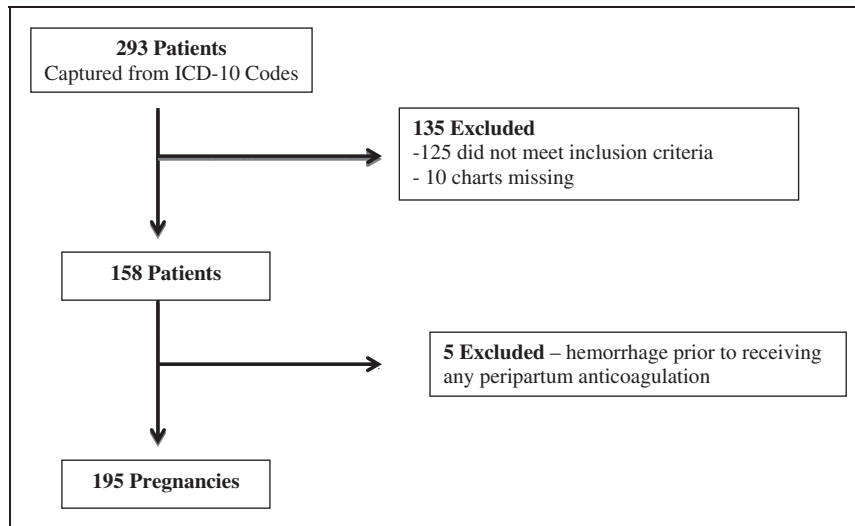 293 Patients
Captured from ICD-10 Codes
135 Excluded
-125 did not meet inclusion criteria
- 10 charts missing
158 Patients
5 Excluded – hemorrhage prior to receiving
any peripartum anticoagulation
195 Pregnancies